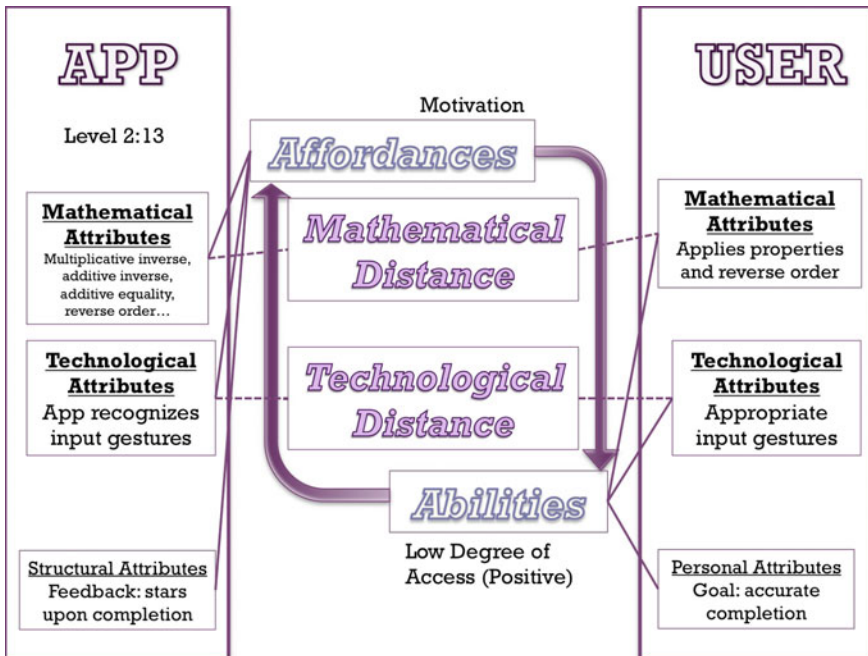 APP
Level 2:13
Mathematical
Attributes
Multiplicative inverse,
additive inverse,
additive equality,
reverse order...
Technological
Attributes
App recognizes
input gestures
Structural Attributes
Feedback: stars
upon completion
Motivation
Affordances
Mathematical
Distance
Technological
Distance
Abilities
Low Degree of
Access (Positive)
USER
Mathematical
Attributes
Applies properties
and reverse order
Technological
Attributes
Appropriate
input gestures
Personal Attributes
Goal: accurate
completion